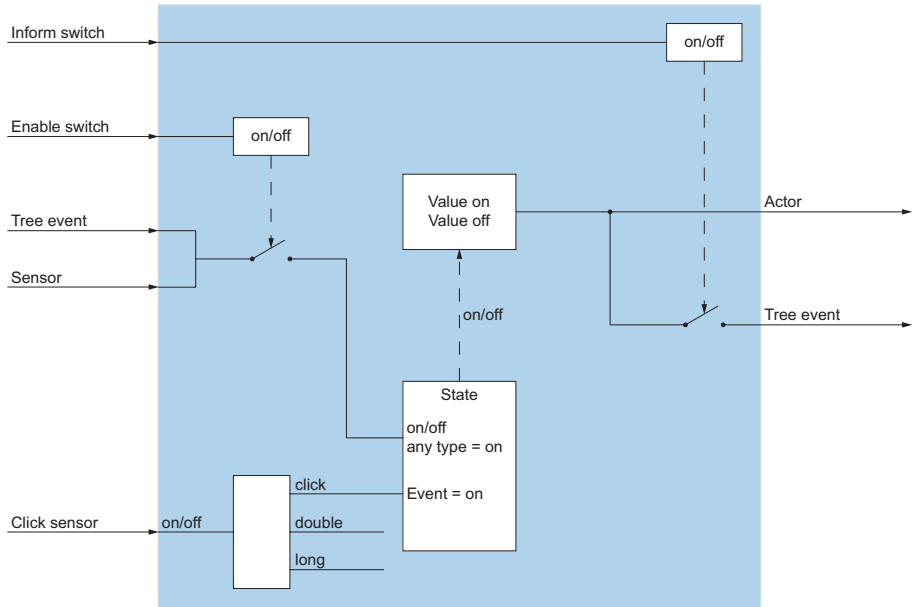 Inform switch
on/off
Enable switch
on/off
Value on
Value off
Actor
Tree event
Sensor
on/off
Tree event
State
on/off
any type = on
click
Event = on
Click sensor
on/off
double
long